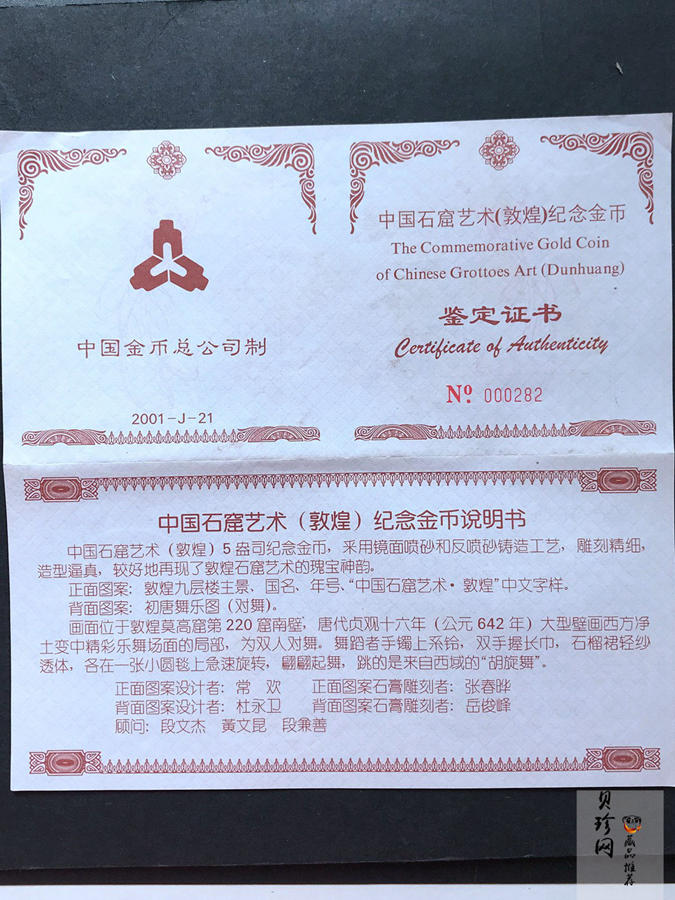 中国金币总公司制
2001-J-21
中国石窟艺术(敦煌)纪念金币
The Commemorative Gold Coin
of Chinese Grottoes Art (Dunhuang)
鉴定证书
Certificate of Authenticity
Nº. 000282
中国石窟艺术（敦煌）纪念金币说明书
中国石窟艺术（敦煌）5盎司纪念金币，采用镜面喷砂和反喷砂铸造工艺，雕刻精细，
造型逼真，较好地再现了敦煌石窟艺术的瑰宝神韵。
正面图案：敦煌九层楼主景、国名、年号、“中国石窟艺术·敦煌”中文字样。
背面图案：初唐舞乐图（对舞）。
画面位于敦煌莫高窟第220窟南壁，唐代贞观十六年（公元642年）大型壁画西方净
土变中精彩乐舞场面的局部，为双人对舞。舞蹈者手镯上系铃，双手握长巾，石榴裙轻纱
透体，各在一张小圆毯上急速旋转，翩翩起舞，跳的是来自西域的“胡旋舞”。
正面图案设计者：常　欢　正面图案石膏雕刻者：张春晔
背面图案设计者：杜永卫　背面图案石膏雕刻者：岳俊峰
顾问：段文杰　黃文昆　段兼善
贝珍网
藏品推荐